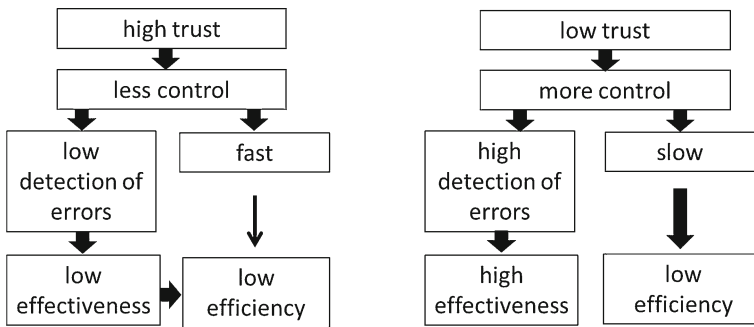 high trust
less control
low
detection of
errors
fast
low
effectiveness
low
efficiency
low trust
more control
high
detection of
errors
slow
high
effectiveness
low
efficiency